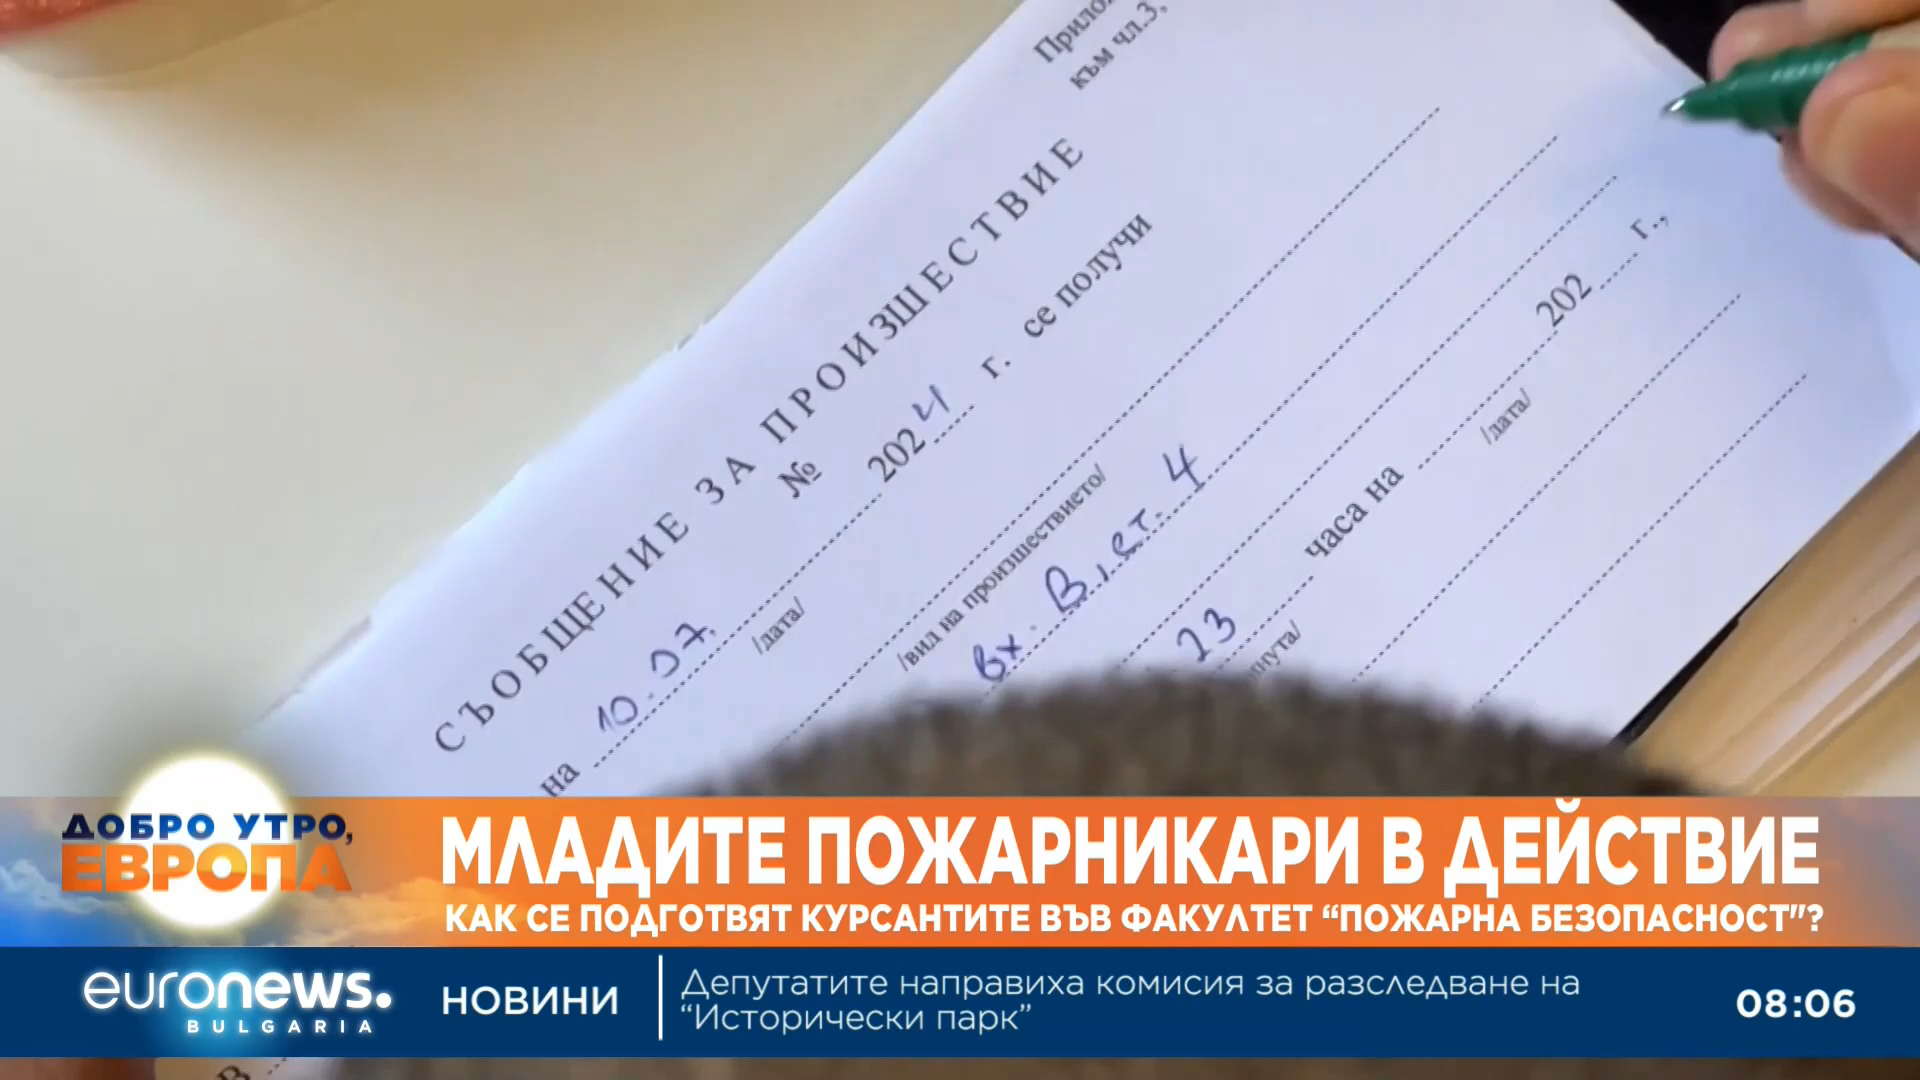 Прило
към чл.3,
СЪОБЩЕНИЕ ЗА ПРОИЗШЕСТВИЕ
№
на 10.07. 2024 г. се получи
/дата/
/вид на произшествието/
вх. В, ет. 4
23 часа на 202 г.,
/дата/
В
ДОБРО УТРО,
ЕВРОПА
МЛАДИТЕ ПОЖАРНИКАРИ В ДЕЙСТВИЕ
КАК СЕ ПОДГОТВЯТ КУРСАНТИТЕ ВЪВ ФАКУЛТЕТ “ПОЖАРНА БЕЗОПАСНОСТ”?
euronews.
BULGARIA
НОВИНИ
Депутатите направиха комисия за разследване на
“Исторически парк”
08:06